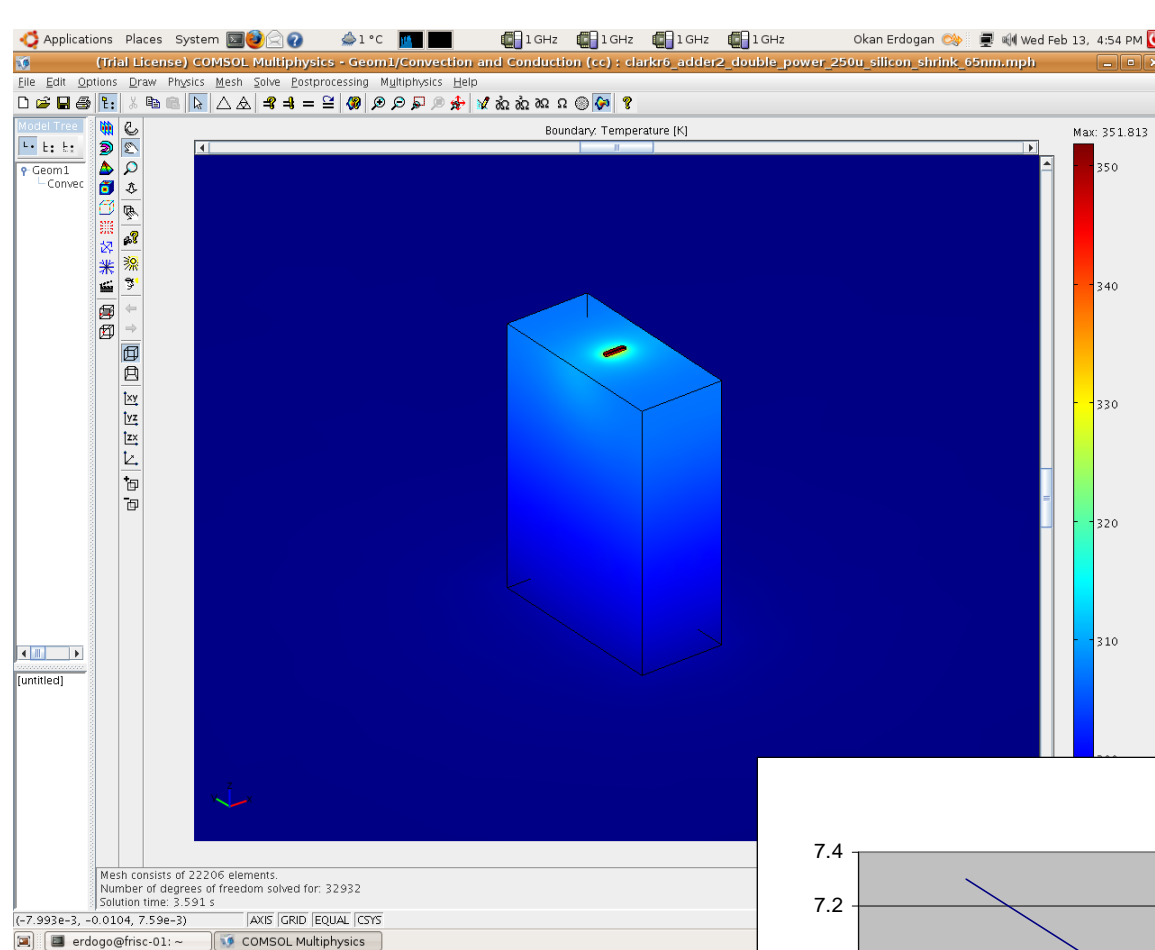 Applications Places System 1 °C 1 GHz 1 GHz 1 GHz 1 GHz Okan Erdogan Wed Feb 13, 4:54 PM
(Trial License) COMSOL Multiphysics - Geom1/Convection and Conduction (cc) : clarkr6_adder2_double_power_250u_silicon_shrink_65nm.mph
File Edit Options Draw Physics Mesh Solve Postprocessing Multiphysics Help
Model Tree
Geom1
Convec
Boundary: Temperature [K]
Max: 351.813
350
340
330
320
310
xy
yz
zx
[untitled]
Mesh consists of 22206 elements.
Number of degrees of freedom solved for: 32932
Solution time: 3.591 s
(-7.993e-3, -0.0104, 7.59e-3) AXIS GRID EQUAL CSYS
erdogo@frisc-01: ~ COMSOL Multiphysics
7.4
7.2